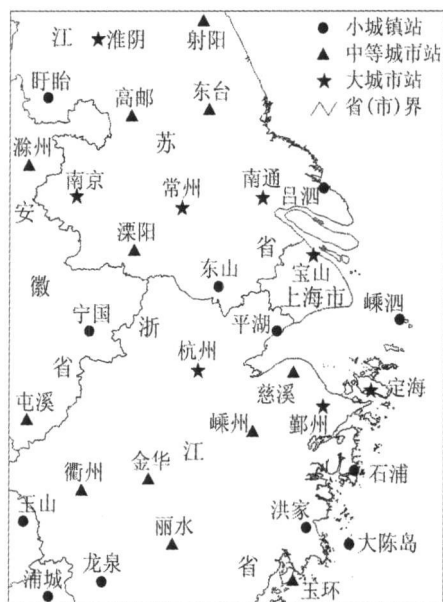 江
淮阴
射阳
小城镇站
中等城市站
大城市站
省(市)界
盱眙
高邮
东台
滁州
苏
南京
常州
南通
吕泗
安
溧阳
省
宝山
东山
上海市
嵊泗
徽
宁国
浙
平湖
杭州
省
慈溪
定海
屯溪
嵊州
鄞州
江
衢州
金华
石浦
玉山
洪家
丽水
大陈岛
龙泉
省
浦城
玉环